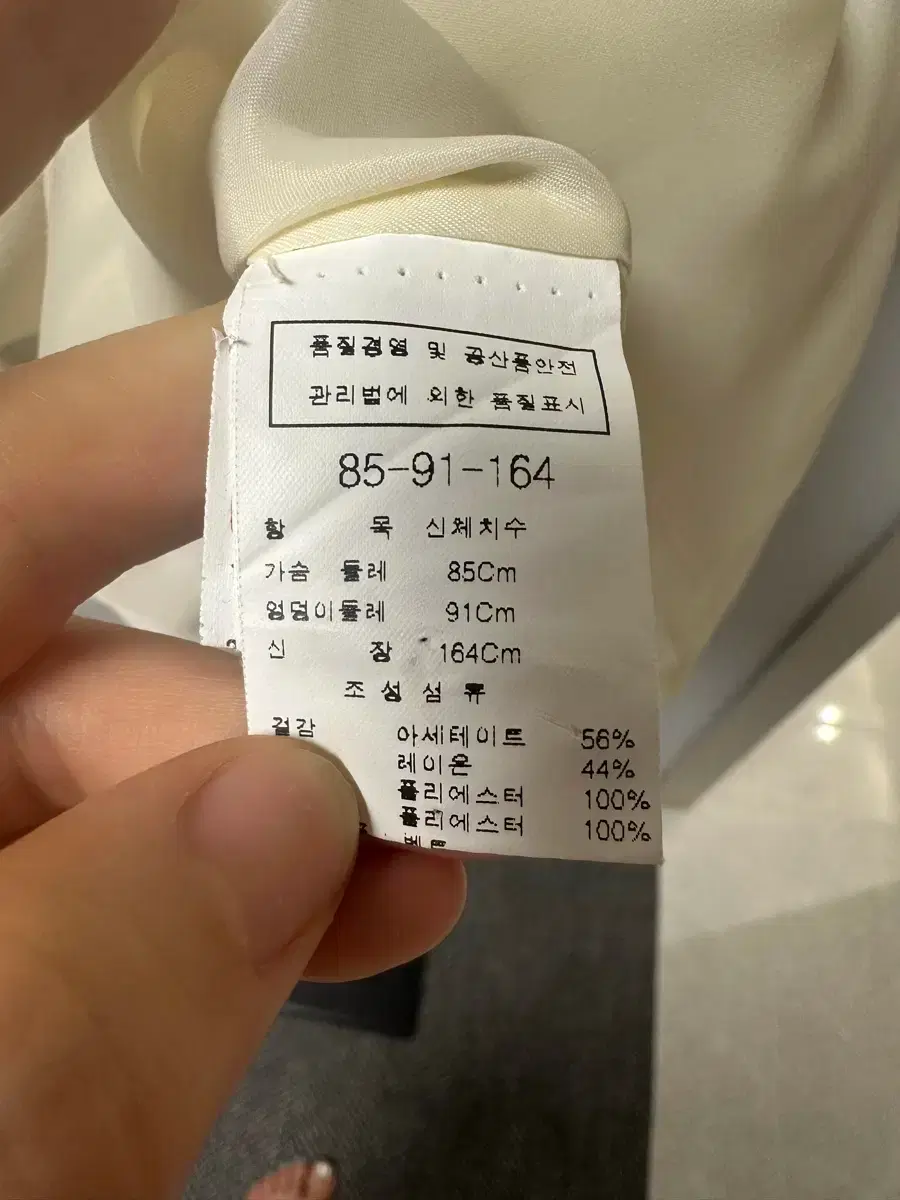 품질경영 및 공산품안전
관리법에 의한 품질표시
85-91-164
항 목 신체치수
가슴 둘레 85Cm
엉덩이둘레 91Cm
신 장 164Cm
조 성 섬 유
겉감 아세테이트 56%
레이온 44%
폴리에스터 100%
폴리에스터 100%